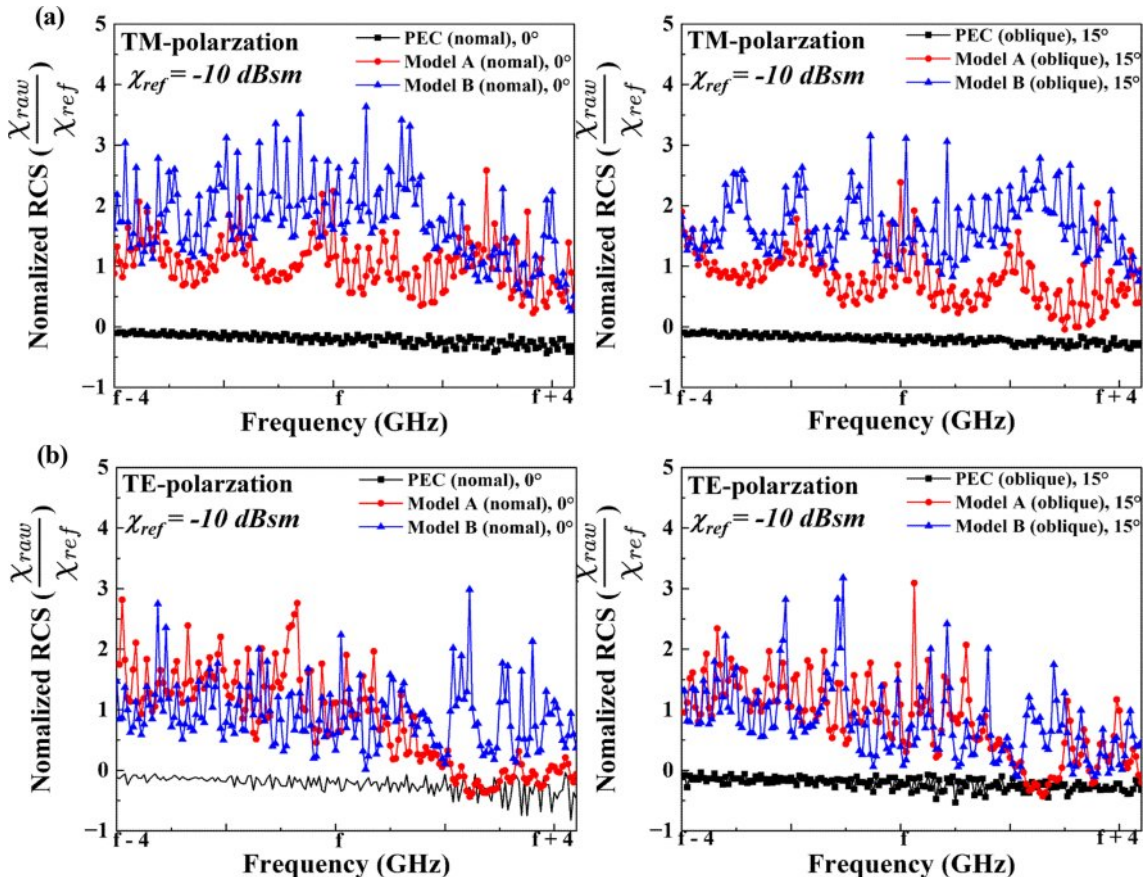 (a)
TM-polarzation
χref = -10 dBsm
PEC (nomal), 0°
Model A (nomal), 0°
Model B (nomal), 0°
Nomalized RCS (χraw/χref)
5
4
3
2
1
0
−1
f - 4
f
f + 4
Frequency (GHz)
TM-polarzation
χref = -10 dBsm
PEC (oblique), 15°
Model A (oblique), 15°
Model B (oblique), 15°
Nomalized RCS (χraw/χref)
5
4
3
2
1
0
−1
f - 4
f
f + 4
Frequency (GHz)
(b)
TE-polarzation
χref = -10 dBsm
PEC (nomal), 0°
Model A (nomal), 0°
Model B (nomal), 0°
Nomalized RCS (χraw/χref)
5
4
3
2
1
0
−1
f - 4
f
f + 4
Frequency (GHz)
TE-polarzation
χref = -10 dBsm
PEC (oblique), 15°
Model A (oblique), 15°
Model B (oblique), 15°
Nomalized RCS (χraw/χref)
5
4
3
2
1
0
−1
f - 4
f
f + 4
Frequency (GHz)